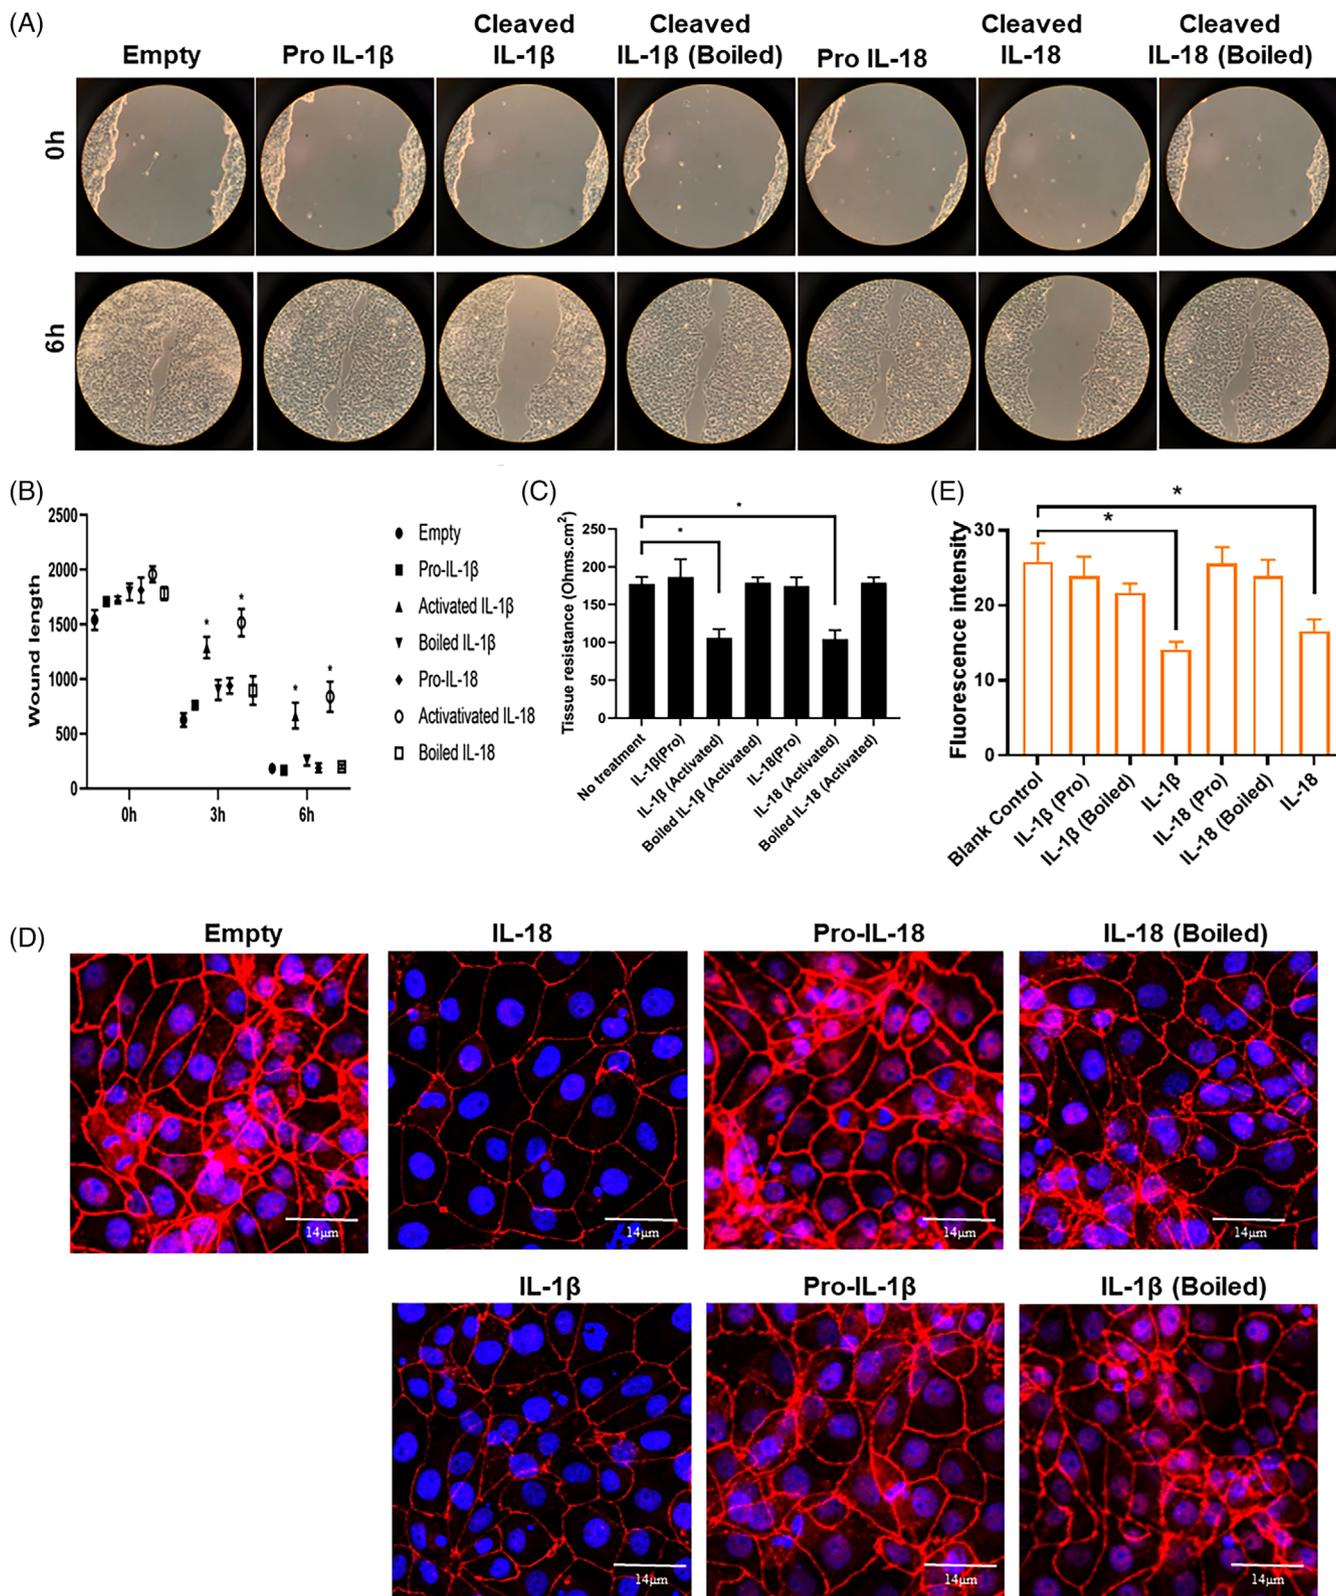 (A)
Empty
Pro IL-1β
Cleaved
IL-1β
Cleaved
IL-1β (Boiled)
Pro IL-18
Cleaved
IL-18
Cleaved
IL-18 (Boiled)
0h
6h
(B)
Wound length
2500
2000
1500
1000
500
0
* * * *
0h 3h 6h
Empty
Pro-IL-1β
Activated IL-1β
Boiled IL-1β
Pro-IL-18
Activativated IL-18
Boiled IL-18
(C)
Tissue resistance (Ohms.cm²)
250
200
150
100
50
0
*
*
No treatment
IL-1β(Pro)
IL-1β (Activated)
Boiled IL-1β (Activated)
IL-18(Pro)
IL-18 (Activated)
Boiled IL-18 (Activated)
(E)
Fluorescence intensity
30
20
10
0
*
*
Blank Control
IL-1β (Pro)
IL-1β (Boiled)
IL-1β
IL-18 (Pro)
IL-18 (Boiled)
IL-18
(D)
Empty
IL-18
Pro-IL-18
IL-18 (Boiled)
14μm
14μm
14μm
14μm
IL-1β
Pro-IL-1β
IL-1β (Boiled)
14μm
14μm
14μm